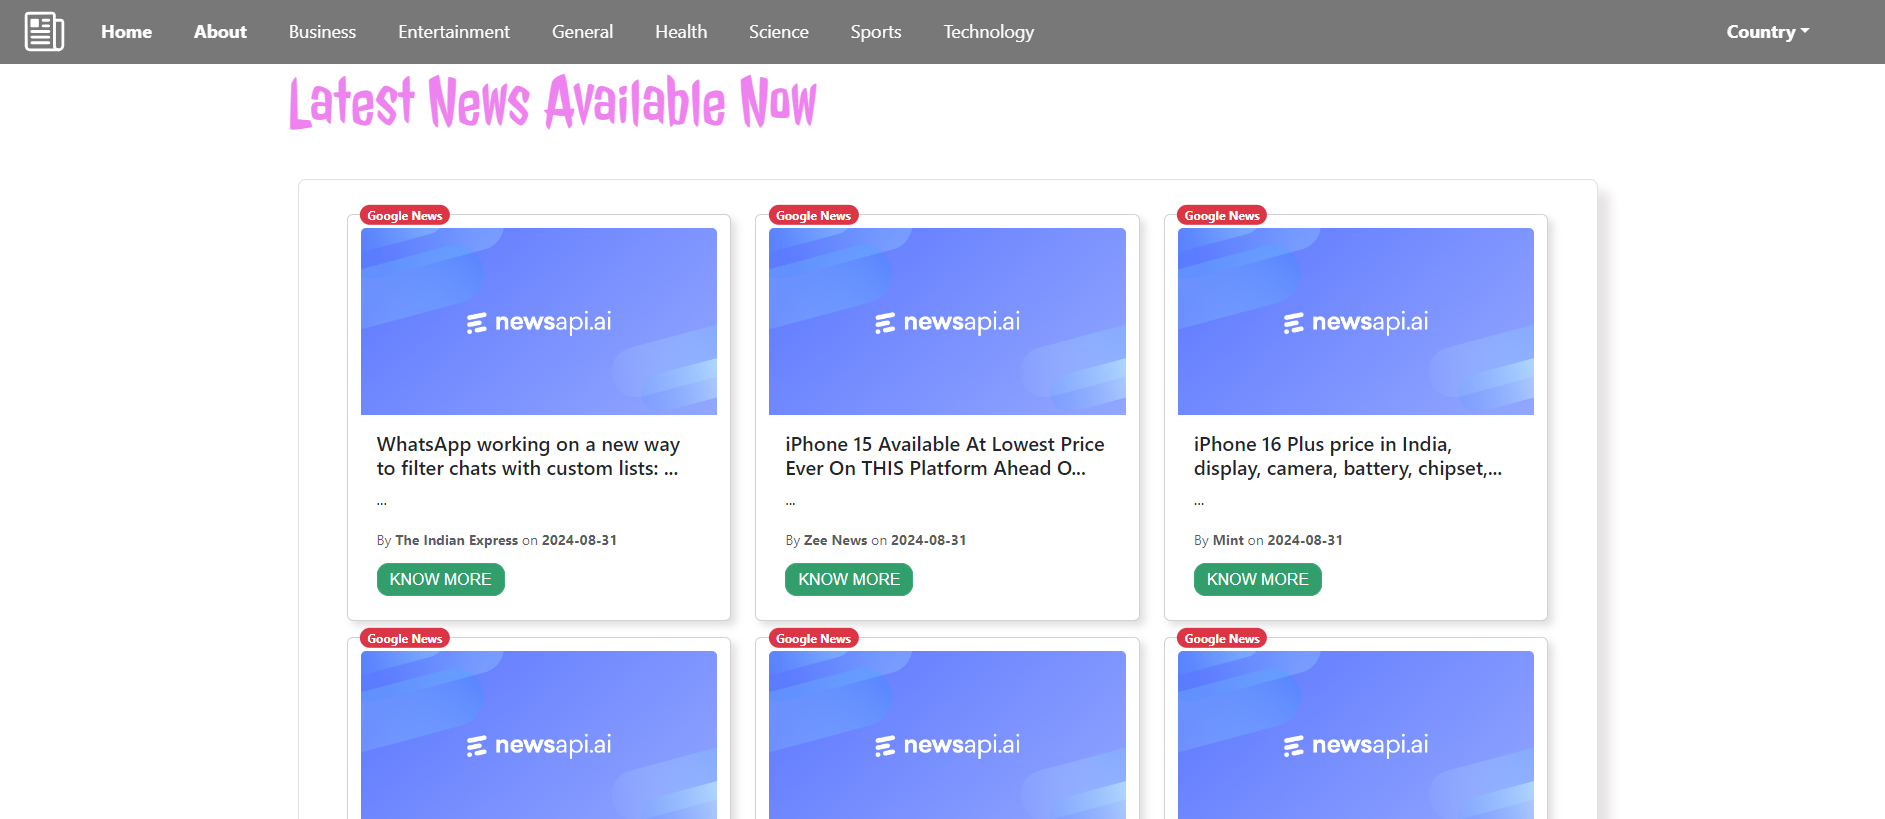 Home About Business Entertainment General Health Science Sports Technology Country
Latest News Available Now
Google News Google News Google News
newsapi.ai newsapi.ai newsapi.ai
WhatsApp working on a new way
to filter chats with custom lists: ...
...
By The Indian Express on 2024-08-31
KNOW MORE
iPhone 15 Available At Lowest Price
Ever On THIS Platform Ahead O...
...
By Zee News on 2024-08-31
KNOW MORE
iPhone 16 Plus price in India,
display, camera, battery, chipset,...
...
By Mint on 2024-08-31
KNOW MORE
Google News Google News Google News
newsapi.ai newsapi.ai newsapi.ai